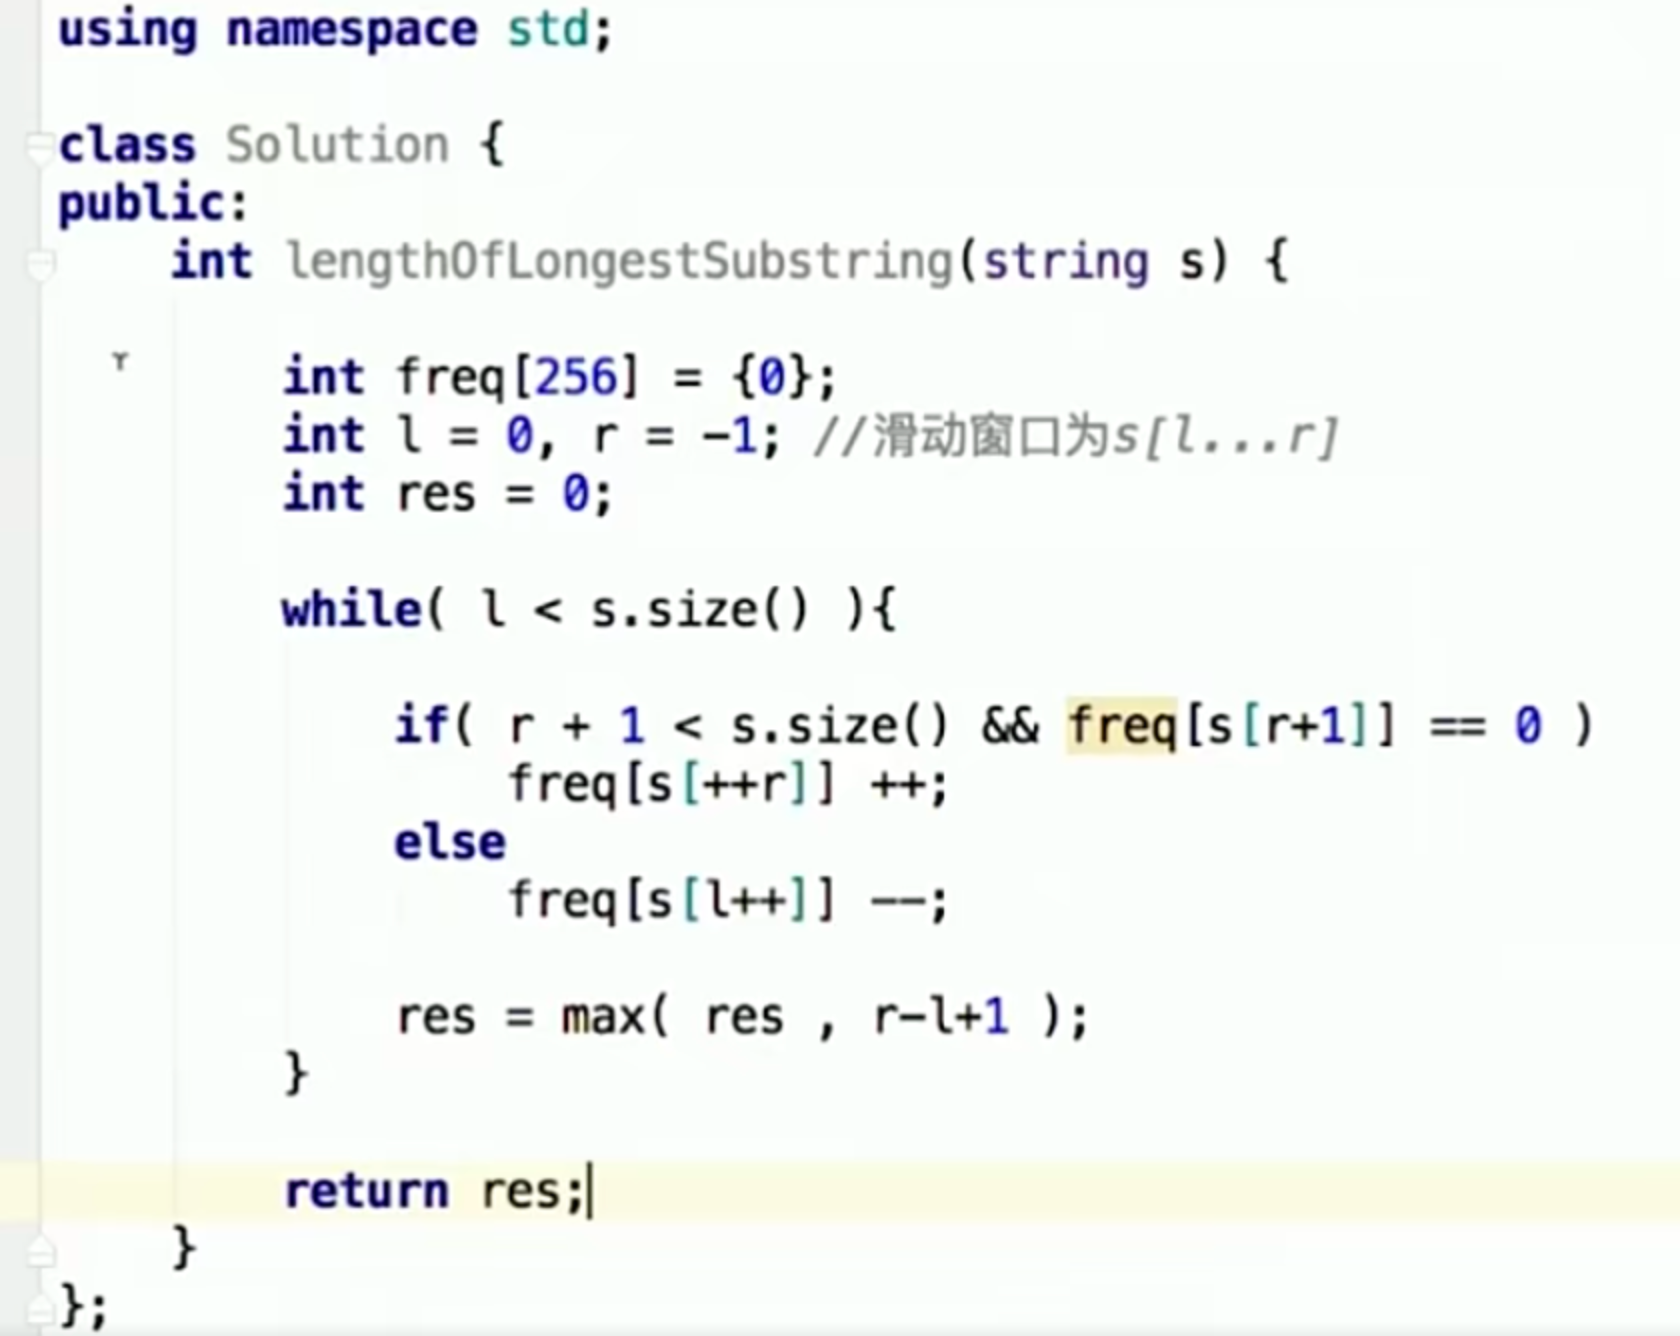 using namespace std;
class Solution {
public:
int lengthOfLongestSubstring(string s) {
int freq[256] = {0};
int l = 0, r = -1; //滑动窗口为s[l...r]
int res = 0;
while( l < s.size() ){
if( r + 1 < s.size() && freq[s[r+1]] == 0 )
freq[s[++r]] ++;
else
freq[s[l++]] --;
res = max( res , r-l+1 );
}
return res;
}
};